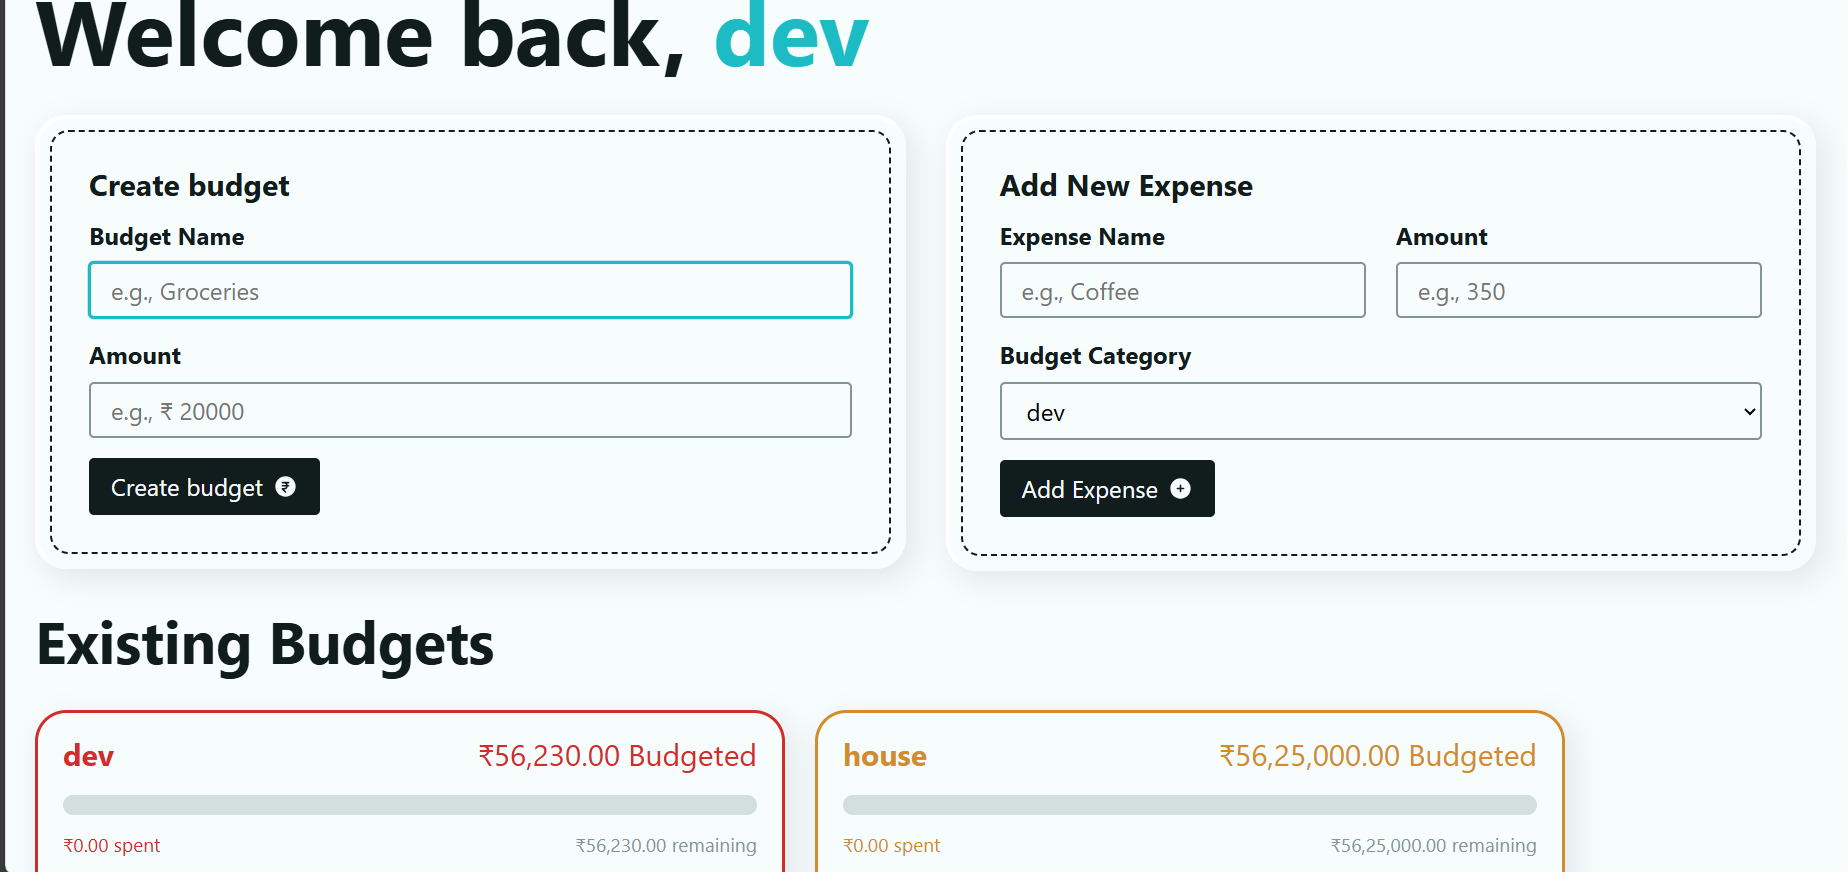 Welcome back, dev
Create budget
Budget Name
e.g., Groceries
Amount
e.g., ₹ 20000
Create budget
Add New Expense
Expense Name
Amount
e.g., Coffee
e.g., 350
Budget Category
dev
Add Expense
Existing Budgets
dev
₹56,230.00 Budgeted
₹0.00 spent
₹56,230.00 remaining
house
₹56,25,000.00 Budgeted
₹0.00 spent
₹56,25,000.00 remaining